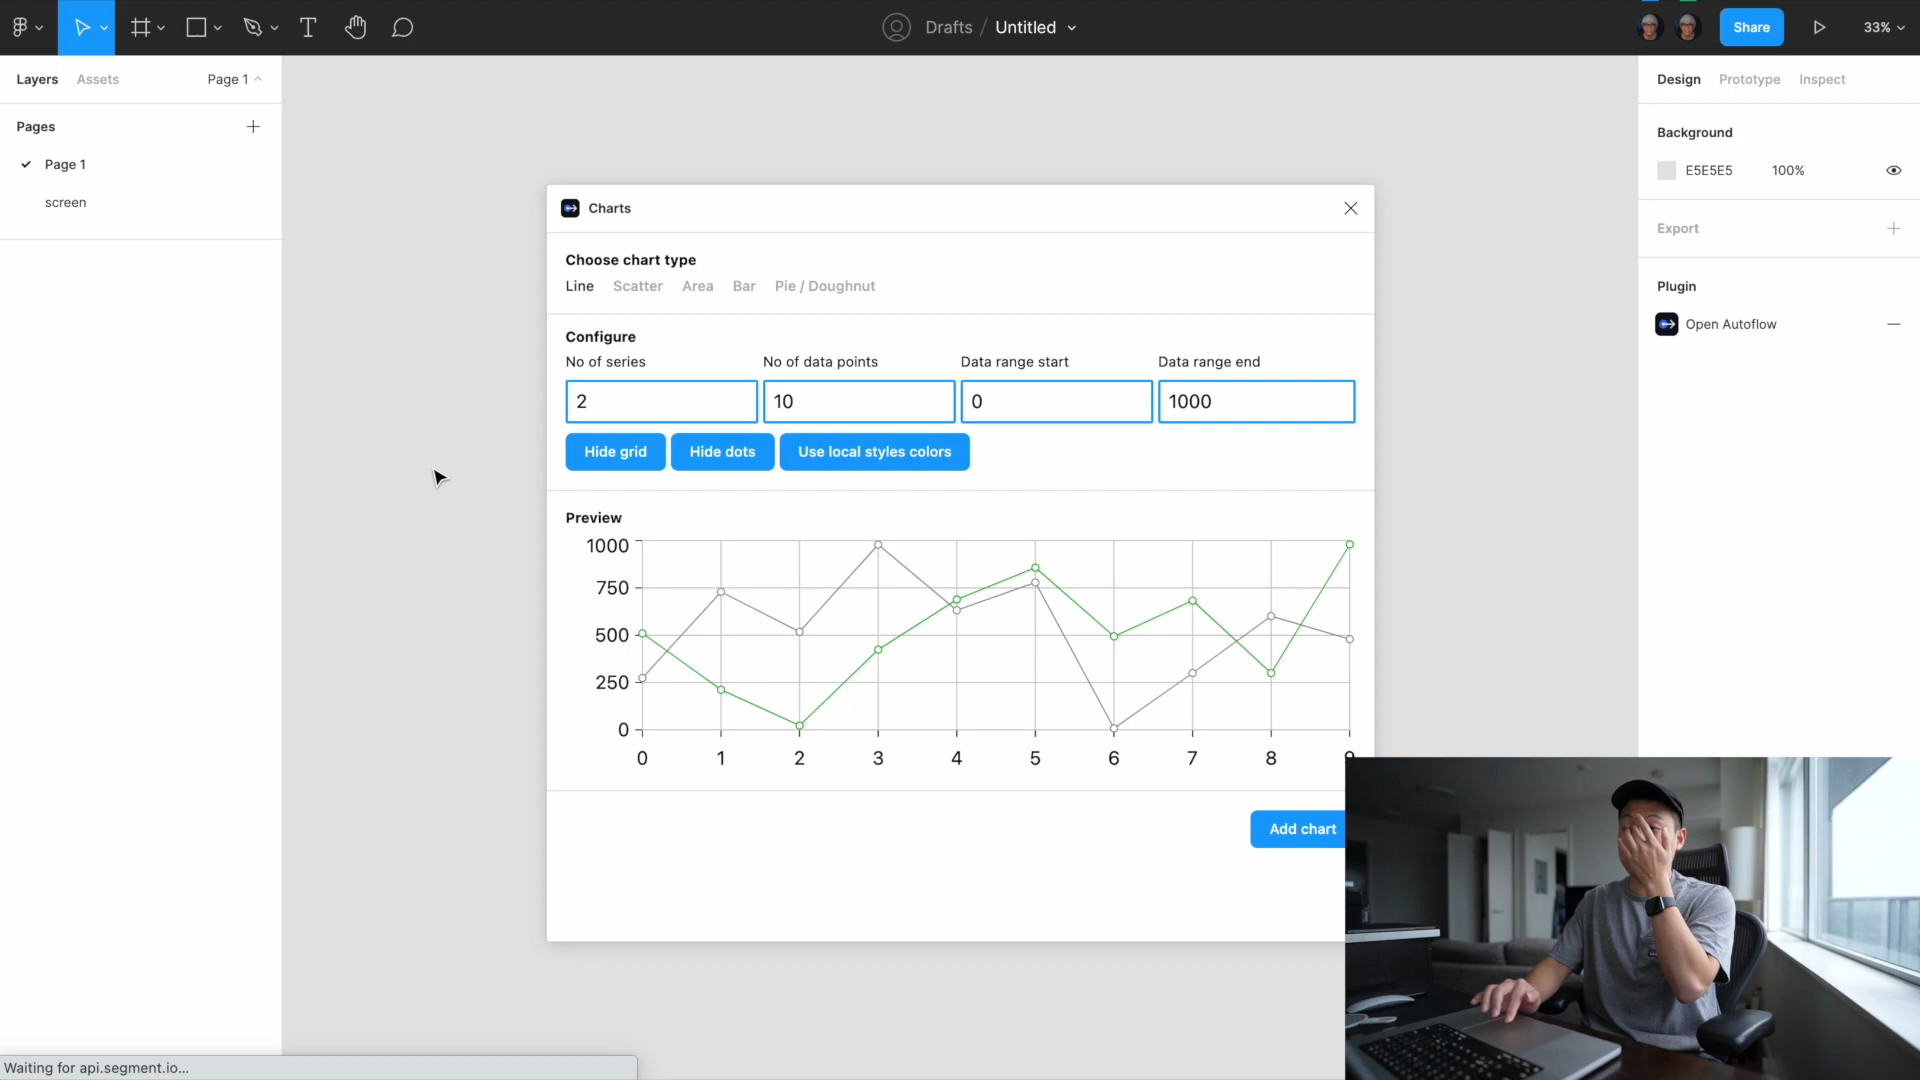 Drafts / Untitled
Share
33%
Layers Assets Page 1
Pages
Page 1
screen
Charts
Choose chart type
Line Scatter Area Bar Pie / Doughnut
Configure
No of series No of data points Data range start Data range end
2 10 0 1000
Hide grid Hide dots Use local styles colors
Preview
1000
750
500
250
0
0 1 2 3 4 5 6 7 8 9
Add chart
Design Prototype Inspect
Background
E5E5E5 100%
Export
Plugin
Open Autoflow
Waiting for api.segment.io...